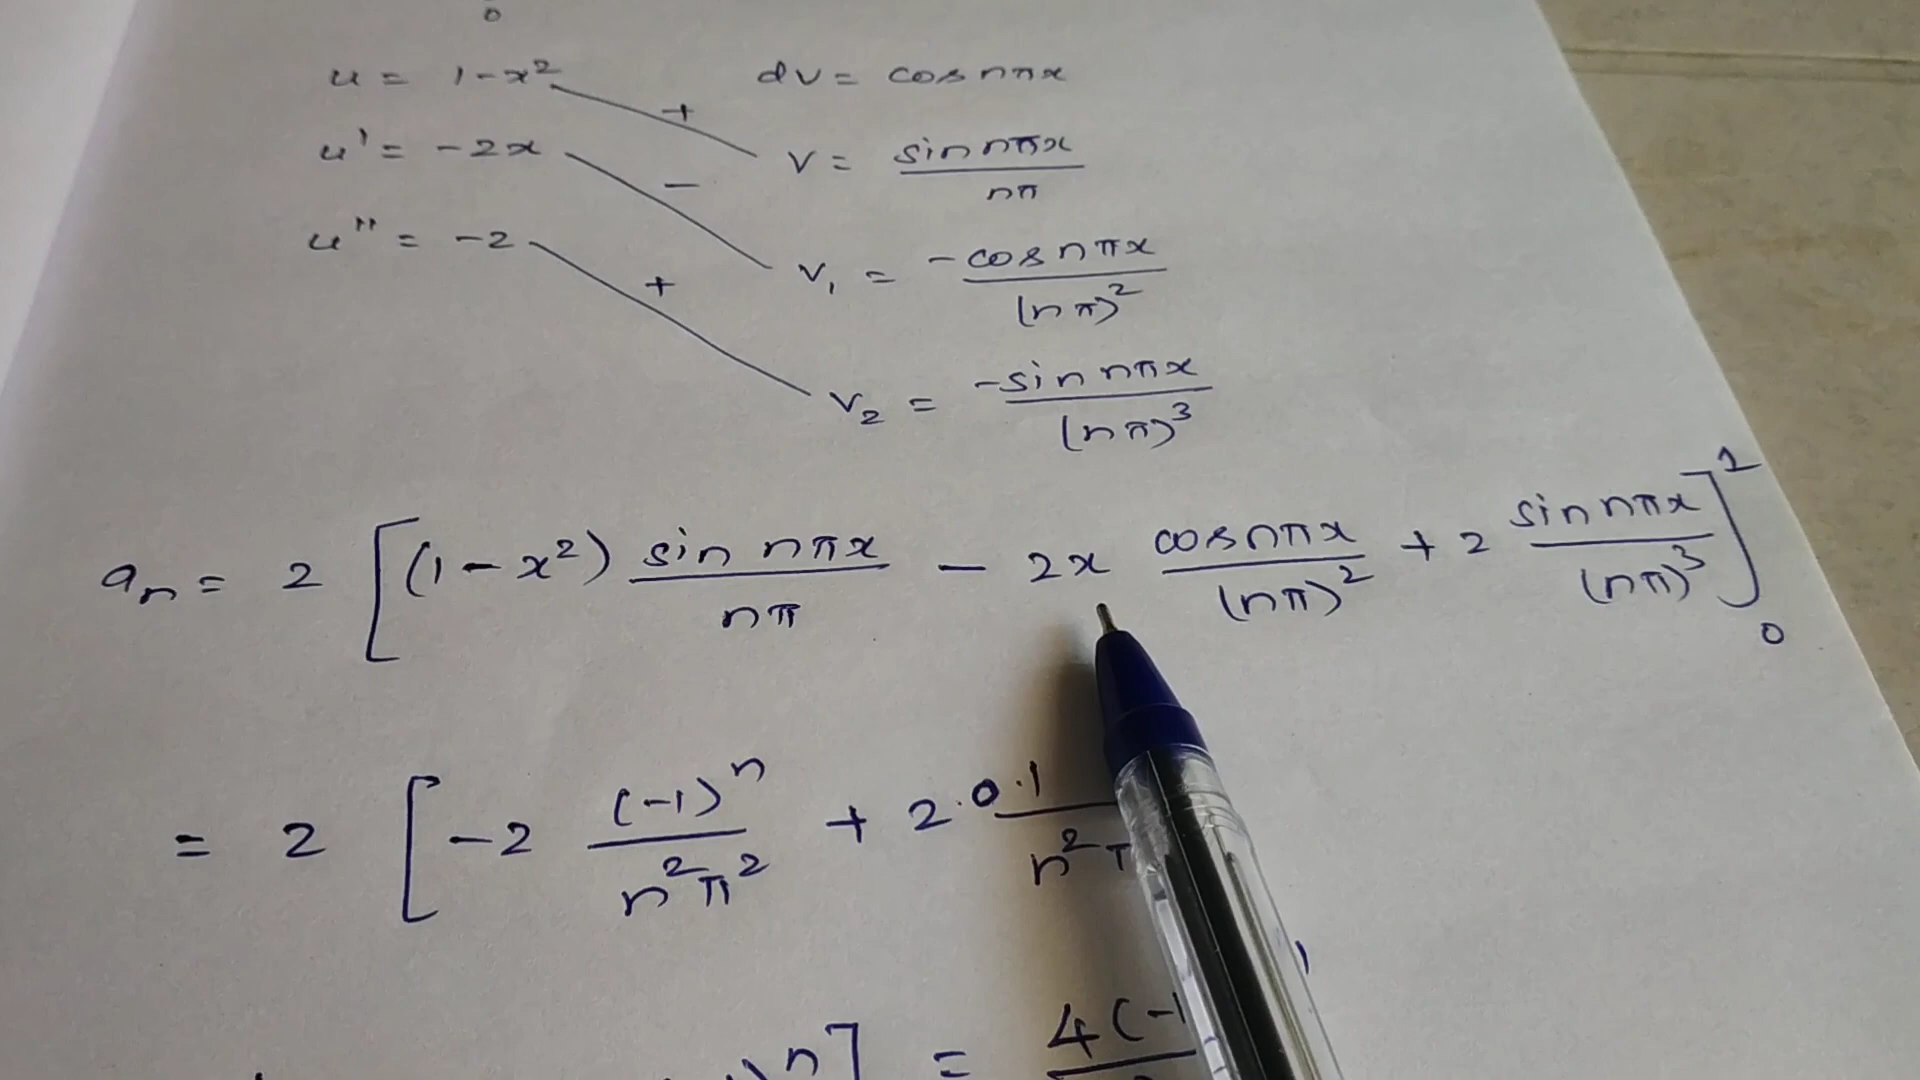 0
u = 1-x² + dv = cos nπx
u' = -2x - v = sin nπx / nπ
u" = -2 + v₁ = -cos nπx / (nπ)²
v₂ = -sin nπx / (nπ)³
aₙ = 2 [(1-x²) sin nπx / nπ - 2x cos nπx / (nπ)² + 2 sin nπx / (nπ)³]₀¹
= 2 [-2 (-1)ⁿ / n²π² + 2.0.1 / n²
n] = 4(-1